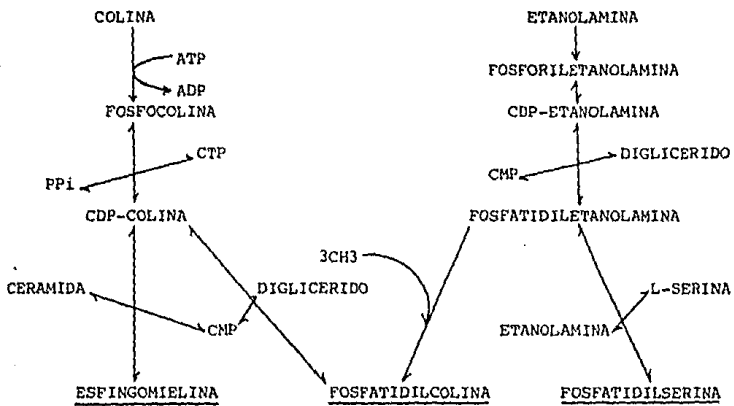 COLINA ETANOLAMINA
ATP
FOSFORILETANOLAMINA
ADP
FOSFOCOLINA CDP-ETANOLAMINA
CTP DIGLICERIDO
CMP
PPi
CDP-COLINA FOSFATIDILETANOLAMINA
3CH3
CERAMIDA DIGLICERIDO L-SERINA
CMP ETANOLAMINA
ESFINGOMIELINA FOSFATIDILCOLINA FOSFATIDILSERINA